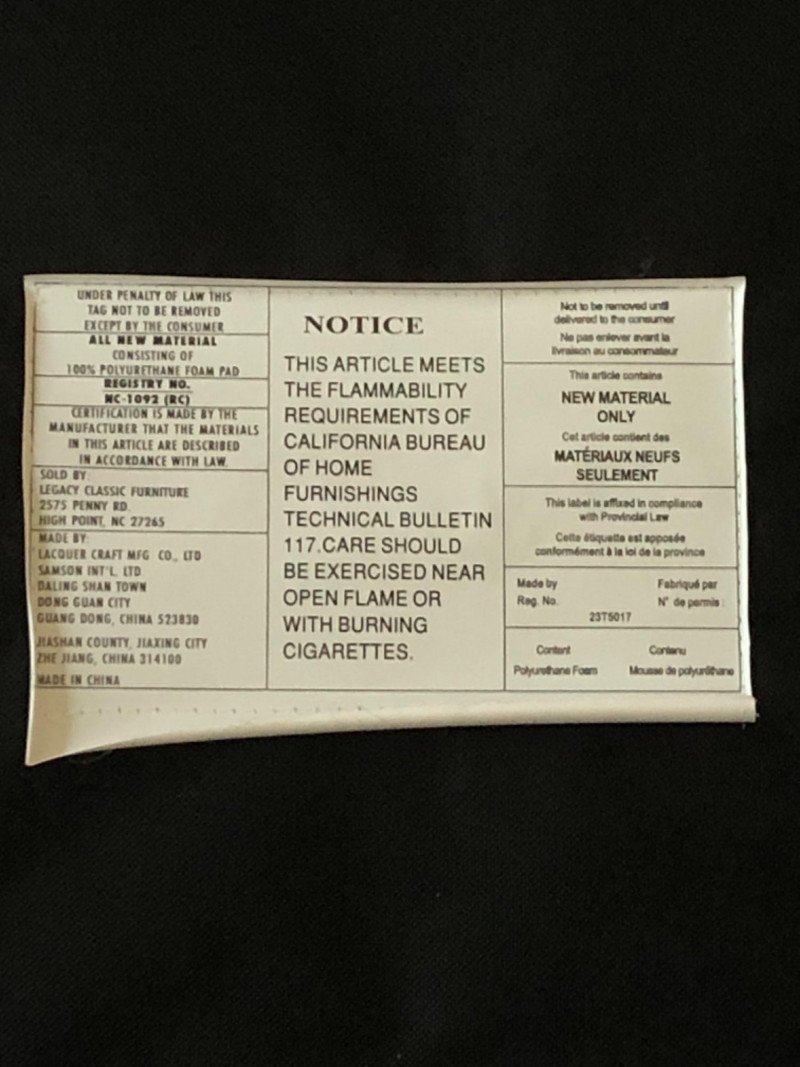 UNDER PENALTY OF LAW THIS
TAG NOT TO BE REMOVED
EXCEPT BY THE CONSUMER
ALL NEW MATERIAL
CONSISTING OF
100% POLYURETHANE FOAM PAD
REGISTRY NO.
NC-1092 (RC)
CERTIFICATION IS MADE BY THE
MANUFACTURER THAT THE MATERIALS
IN THIS ARTICLE ARE DESCRIBED
IN ACCORDANCE WITH LAW.
SOLD BY:
LEGACY CLASSIC FURNITURE
2575 PENNY RD.
HIGH POINT, NC 27265
MADE BY:
LACQUER CRAFT MFG CO., LTD
SAMSON INT'L. LTD
DALING SHAN TOWN
DONG GUAN CITY
GUANG DONG, CHINA 523830
JIASHAN COUNTY, JIAXING CITY
ZHE JIANG, CHINA 314100
MADE IN CHINA
NOTICE
THIS ARTICLE MEETS
THE FLAMMABILITY
REQUIREMENTS OF
CALIFORNIA BUREAU
OF HOME
FURNISHINGS
TECHNICAL BULLETIN
117.CARE SHOULD
BE EXERCISED NEAR
OPEN FLAME OR
WITH BURNING
CIGARETTES.
Not to be removed until
delivered to the consumer
Ne pas enlever avant la
livraison au consommateur
This article contains
NEW MATERIAL
ONLY
Cet article contient des
MATÉRIAUX NEUFS
SEULEMENT
This label is affixed in compliance
with Provincial Law
Cette étiquette est apposée
conformément à la loi de la province
Made by Fabriqué par
Reg. No. N° de permis :
23T5017
Content Contenu
Polyurethane Foam Mousse de polyuréthane